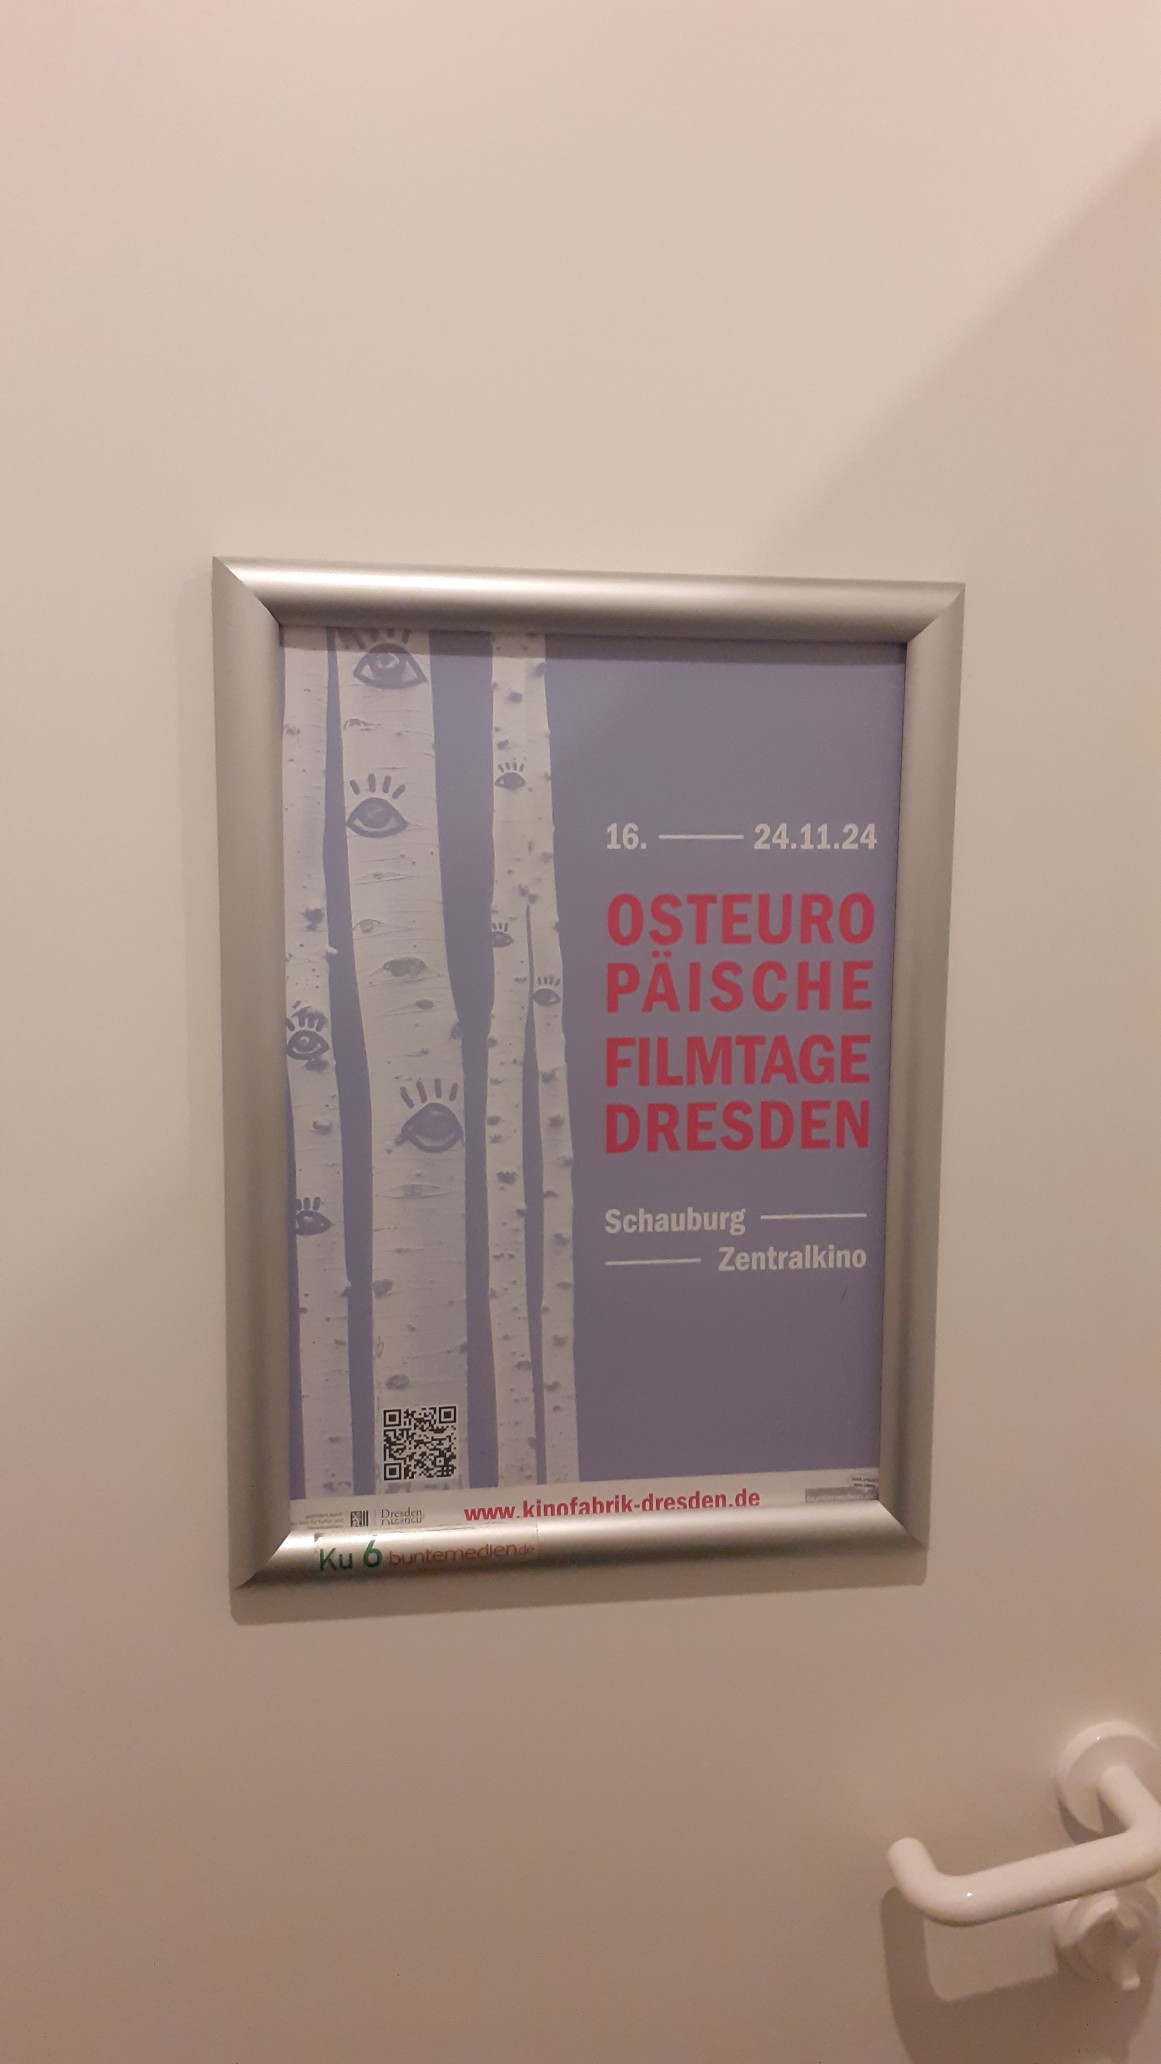 16. 24.11.24
OSTEURO
PÄISCHE
FILMTAGE
DRESDEN
Schauburg
Zentralkino
Dresden.
www.kinofabrik-dresden.de
Ku 6 buntemedien.de